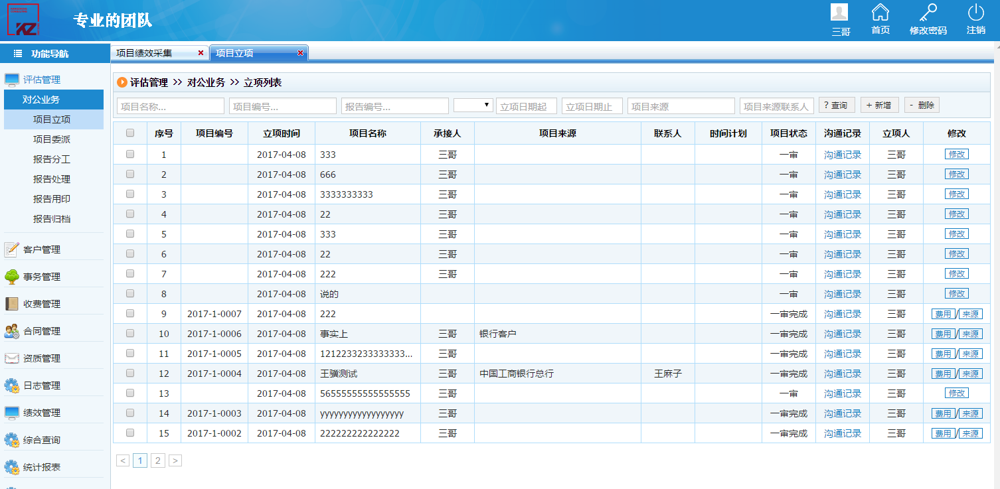 KZ
专业的团队
三哥 首页 修改密码 注销
功能导航
项目绩效采集 项目立项
评估管理
对公业务
项目立项
项目委派
报告分工
报告处理
报告用印
报告归档
客户管理
事务管理
收费管理
合同管理
资质管理
日志管理
绩效管理
综合查询
统计报表
评估管理 >> 对公业务 >> 立项列表
项目名称... 项目编号... 报告编号... 立项日期起 立项日期止 项目来源 项目来源联系人 ? 查询 + 新增 - 删除
序号 项目编号 立项时间 项目名称 承接人 项目来源 联系人 时间计划 项目状态 沟通记录 立项人 修改
1 2017-04-08 333 三哥 一审 沟通记录 三哥 修改
2 2017-04-08 666 三哥 一审 沟通记录 三哥 修改
3 2017-04-08 3333333333 三哥 一审 沟通记录 三哥 修改
4 2017-04-08 22 三哥 一审 沟通记录 三哥 修改
5 2017-04-08 333 三哥 一审 沟通记录 三哥 修改
6 2017-04-08 22 三哥 一审 沟通记录 三哥 修改
7 2017-04-08 222 三哥 一审 沟通记录 三哥 修改
8 2017-04-08 说的 一审 沟通记录 三哥 修改
9 2017-1-0007 2017-04-08 222 一审完成 沟通记录 三哥 费用/来源
10 2017-1-0006 2017-04-08 事实上 三哥 银行客户 一审完成 沟通记录 三哥 费用/来源
11 2017-1-0005 2017-04-08 1212233233333333... 三哥 一审完成 沟通记录 三哥 费用/来源
12 2017-1-0004 2017-04-08 王骥测试 三哥 中国工商银行总行 王麻子 一审完成 沟通记录 三哥 费用/来源
13 2017-04-08 56555555555555555 三哥 一审 沟通记录 三哥 修改
14 2017-1-0003 2017-04-08 yyyyyyyyyyyyyyyyyy 三哥 一审完成 沟通记录 三哥 费用/来源
15 2017-1-0002 2017-04-08 222222222222222 三哥 一审完成 沟通记录 三哥 费用/来源
< 1 2 >